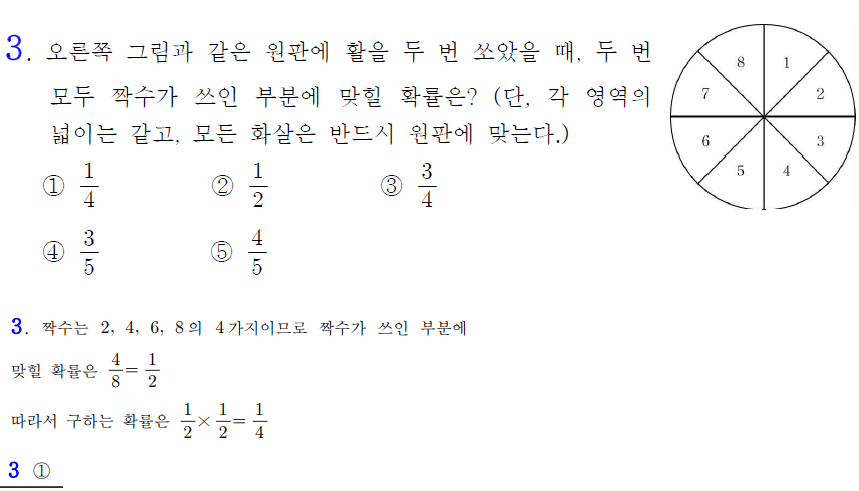 3. 오른쪽 그림과 같은 원판에 활을 두 번 쏘았을 때, 두 번
모두 짝수가 쓰인 부분에 맞힐 확률은? (단, 각 영역의
넓이는 같고, 모든 화살은 반드시 원판에 맞는다.)
① 1/4 ② 1/2 ③ 3/4
④ 3/5 ⑤ 4/5
8 1
7 2
6 3
5 4
3. 짝수는 2, 4, 6, 8의 4가지이므로 짝수가 쓰인 부분에
맞힐 확률은 4/8 = 1/2
따라서 구하는 확률은 1/2 × 1/2 = 1/4
3 ①